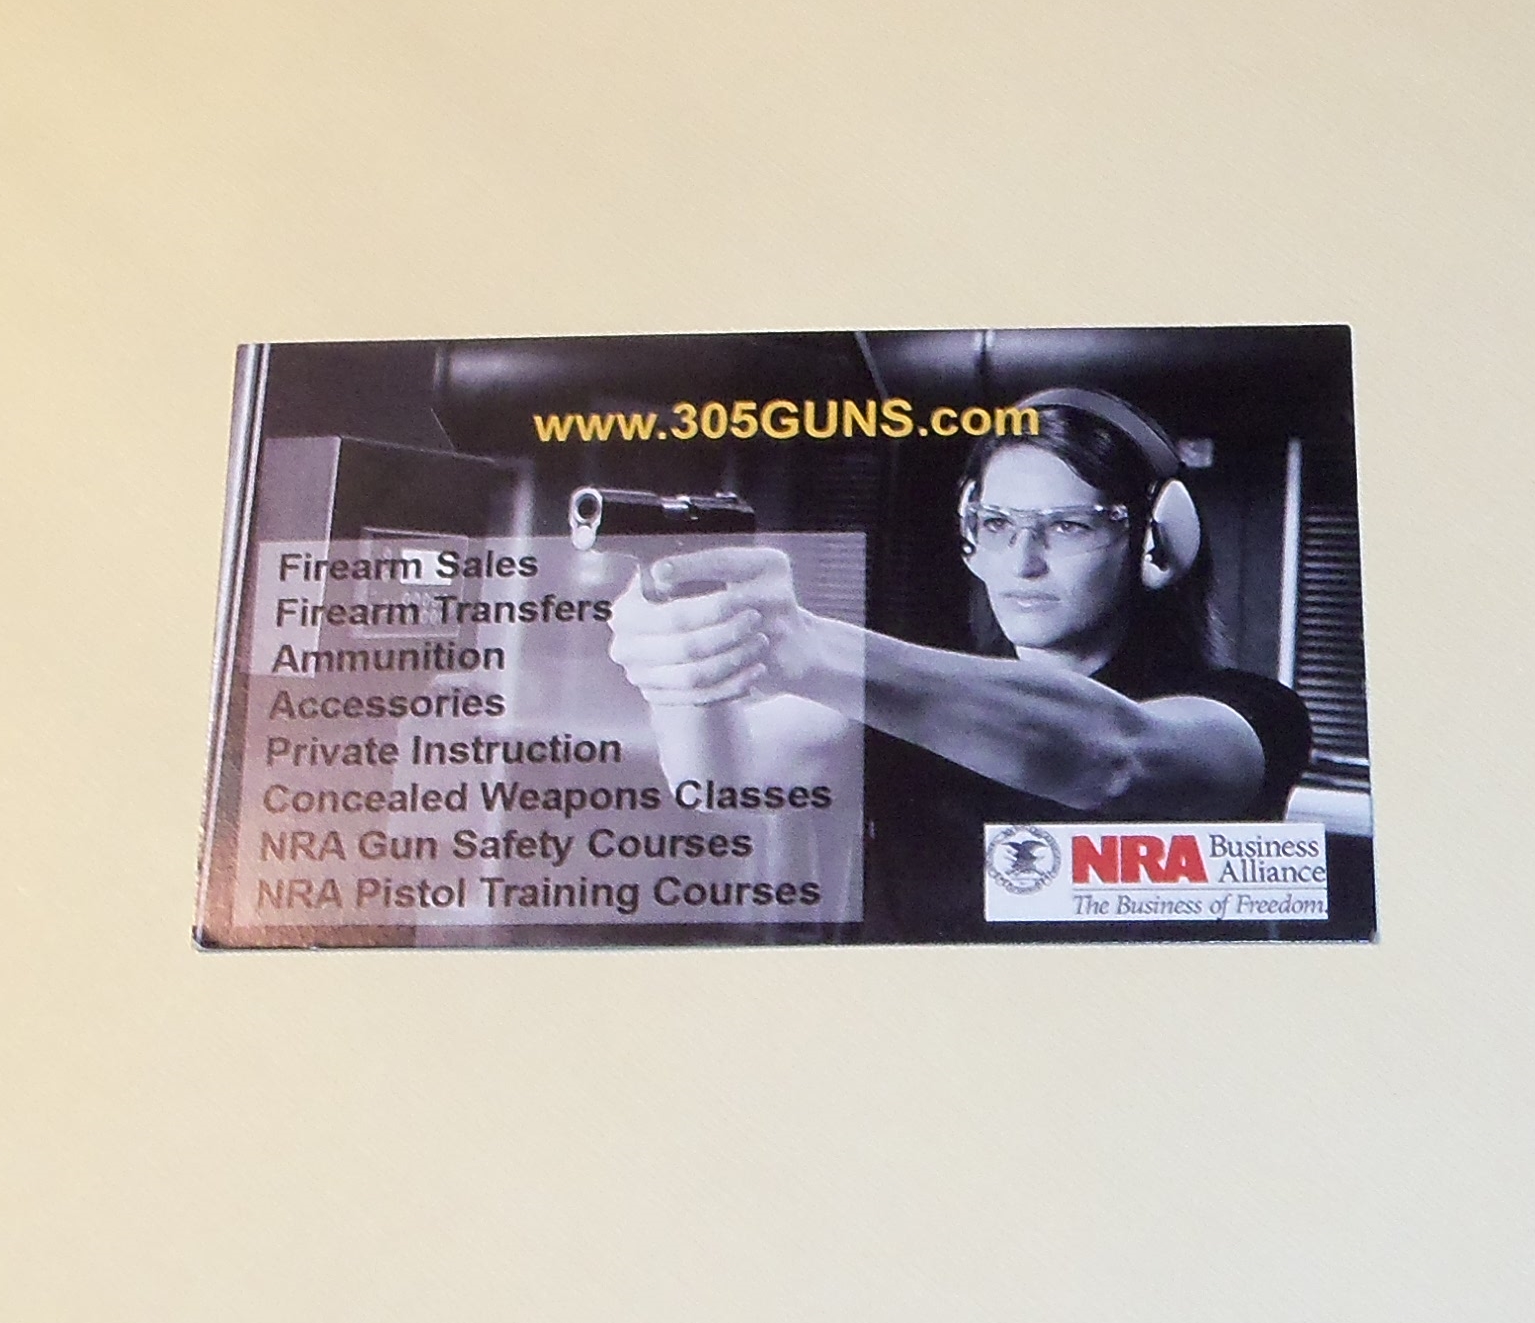 www.305GUNS.com
Firearm Sales
Firearm Transfers
Ammunition
Accessories
Private Instruction
Concealed Weapons Classes
NRA Gun Safety Courses
NRA Pistol Training Courses
NRA Business
Alliance
The Business of Freedom.